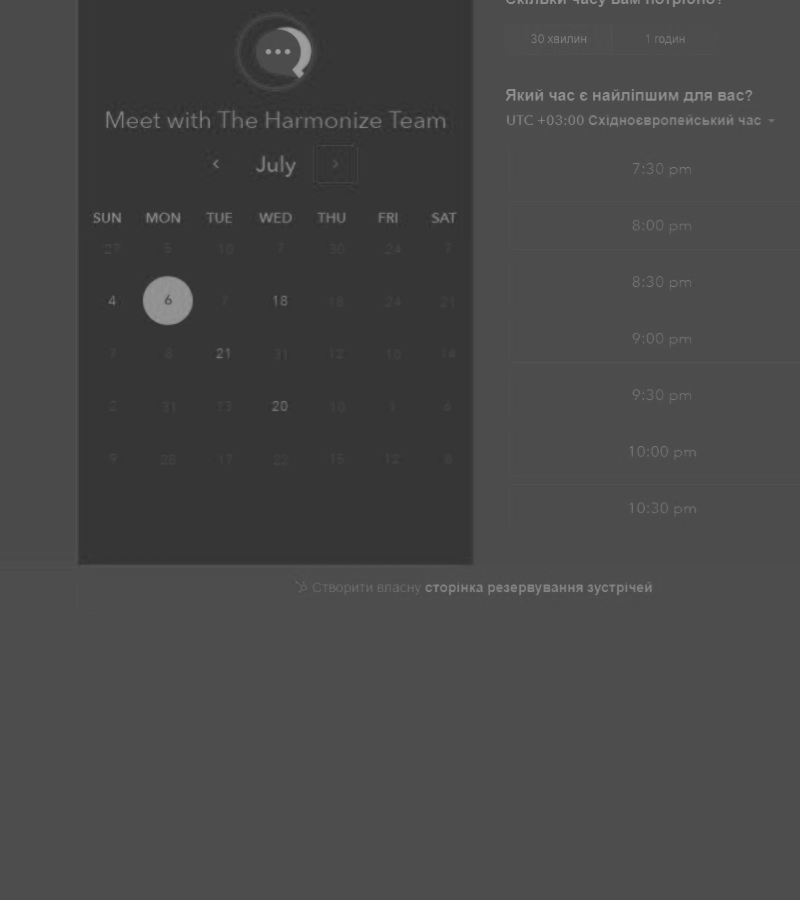 Скільки часу вам потрібно?
30 хвилин
1 годин
Meet with The Harmonize Team
July
SUN MON TUE WED THU FRI SAT
27 5 10 7 30 24 7
4 6 7 18 18 24 21
7 8 21 31 12 10 14
2 31 23 20 10 7 4
9 28 17 22 15 12 8
Який час є найліпшим для вас?
UTC +03:00 Східноєвропейський час
7:30 pm
8:00 pm
8:30 pm
9:00 pm
9:30 pm
10:00 pm
10:30 pm
Створити власну сторінка резервування зустрічей